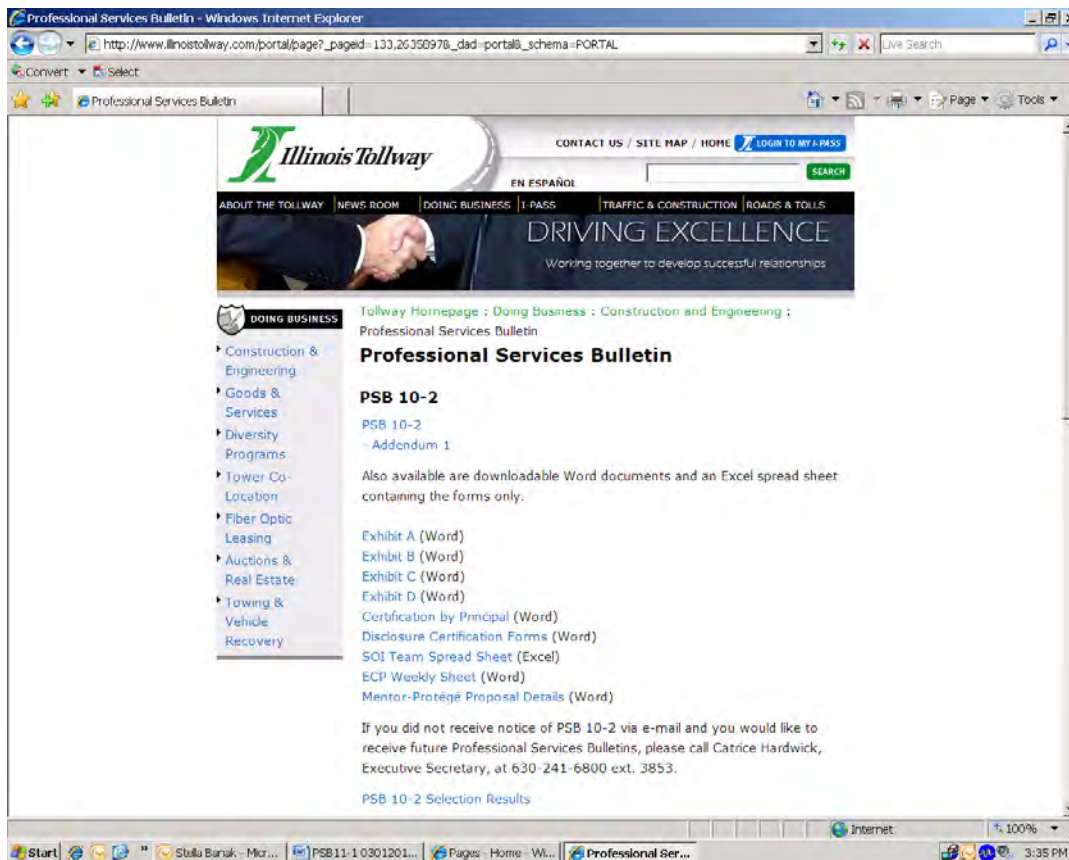 Professional Services Bulletin - Windows Internet Explorer
http://www.illinoistollway.com/portal/page?_pageid=133,2635097&_dad=portal&_schema=PORTAL
Live Search
Convert Select
Professional Services Bulletin
Page Tools
Illinois Tollway
CONTACT US / SITE MAP / HOME LOGIN TO MY I-PASS
EN ESPAÑOL SEARCH
ABOUT THE TOLLWAY NEWS ROOM DOING BUSINESS I-PASS TRAFFIC & CONSTRUCTION ROADS & TOLLS
DRIVING EXCELLENCE
Working together to develop successful relationships
DOING BUSINESS
Construction &
Engineering
Goods &
Services
Diversity
Programs
Tower Co-
Location
Fiber Optic
Leasing
Auctions &
Real Estate
Towing &
Vehicle
Recovery
Tollway Homepage : Doing Business : Construction and Engineering :
Professional Services Bulletin
Professional Services Bulletin
PSB 10-2
PSB 10-2
- Addendum 1
Also available are downloadable Word documents and an Excel spread sheet
containing the forms only.
Exhibit A (Word)
Exhibit B (Word)
Exhibit C (Word)
Exhibit D (Word)
Certification by Principal (Word)
Disclosure Certification Forms (Word)
SOI Team Spread Sheet (Excel)
ECP Weekly Sheet (Word)
Mentor-Protégé Proposal Details (Word)
If you did not receive notice of PSB 10-2 via e-mail and you would like to
receive future Professional Services Bulletins, please call Catrice Hardwick,
Executive Secretary, at 630-241-6800 ext. 3853.
PSB 10-2 Selection Results
Internet 100%
Start Stella Banak - Micr... PSB11-1 0301201... Pages - Home - Wi... Professional Ser... 3:35 PM